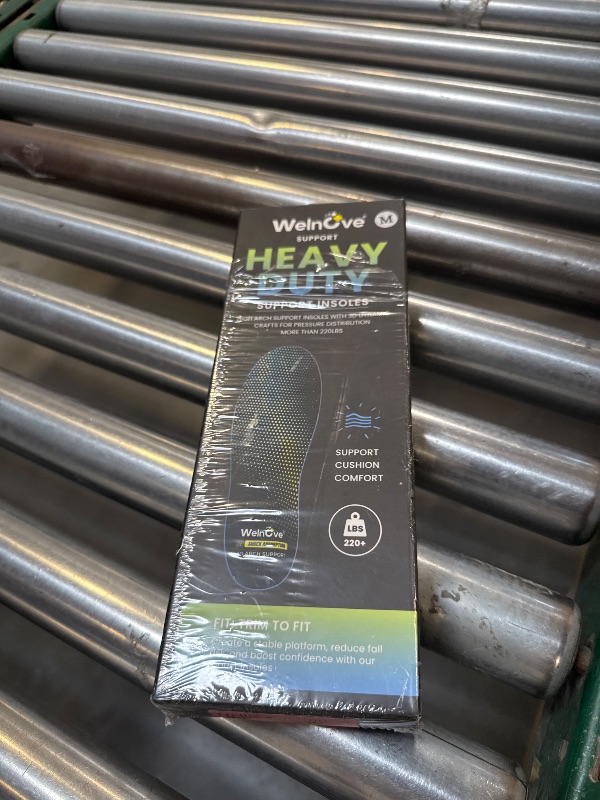 WelnOve M
SUPPORT
HEAVY
DUTY
SUPPORT INSOLES
ARCH SUPPORT INSOLES WITH 3D
CRAFTS FOR PRESSURE DISTRIBUTION
MORE THAN 220LBS
SUPPORT
CUSHION
COMFORT
LBS
220+
WelnOve
ARCH SUPPORT
FIT/TRIM TO FIT
a stable platform, reduce fall
and boost confidence with our